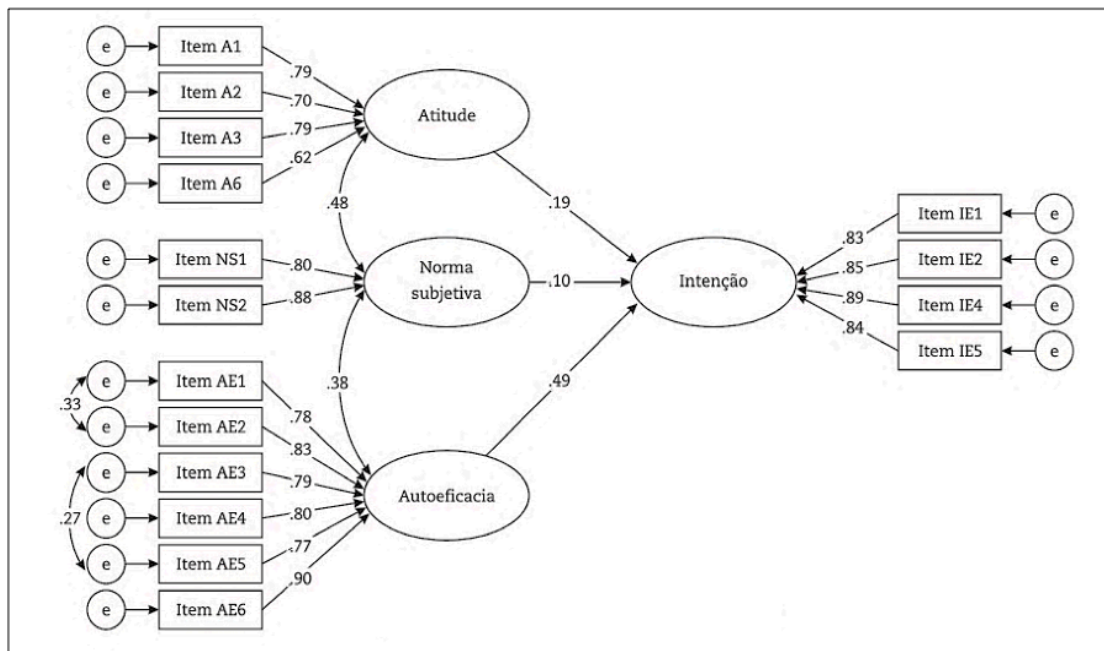 e
Item A1
.79
e
Item A2
.70
Atitude
e
Item A3
.79
e
Item A6
.62
.48
.19
e
Item NS1
.80
e
Item NS2
.88
Norma
subjetiva
.10
Intenção
.83
Item IE1
e
.85
Item IE2
e
.89
Item IE4
e
.84
Item IE5
e
.38
.49
.33
e
Item AE1
.78
e
Item AE2
.83
e
Item AE3
.79
Autoeficacia
.27
e
Item AE4
.80
e
Item AE5
.77
e
Item AE6
.90